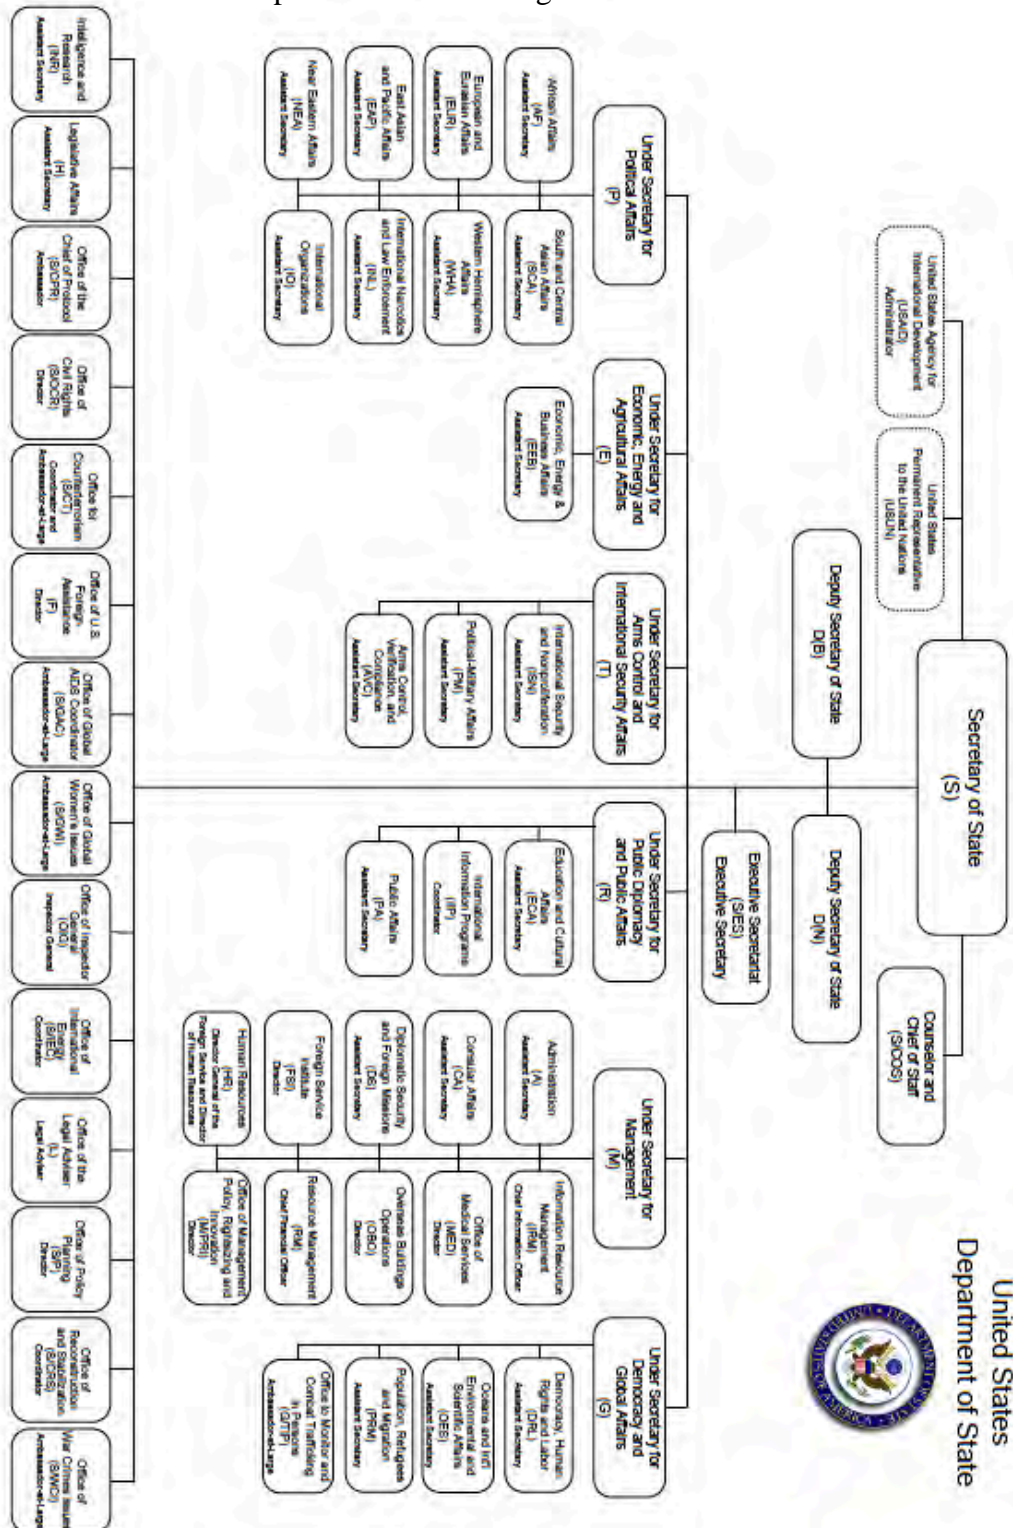 United States
Department of State
Secretary of State
(S)
United States Agency for
International Development
(USAID)
Administrator
United States
Permanent Representative
to the United Nations
(USUN)
Counselor and
Chief of Staff
(S/COS)
Deputy Secretary of State
D(B)
Deputy Secretary of State
D(N)
Executive Secretariat
(S/ES)
Executive Secretary
Under Secretary for
Political Affairs
(P)
Under Secretary for
Economic, Energy and
Agricultural Affairs
(E)
Under Secretary for
Arms Control and
International Security Affairs
(T)
Under Secretary for
Public Diplomacy
and Public Affairs
(R)
Under Secretary for
Management
(M)
Under Secretary for
Democracy and
Global Affairs
(G)
African Affairs
(AF)
Assistant Secretary
South and Central
Asian Affairs
(SCA)
Assistant Secretary
European and
Eurasian Affairs
(EUR)
Assistant Secretary
Western Hemisphere
Affairs
(WHA)
Assistant Secretary
East Asian
and Pacific Affairs
(EAP)
Assistant Secretary
International Narcotics
and Law Enforcement
(INL)
Assistant Secretary
Near Eastern Affairs
(NEA)
Assistant Secretary
International
Organizations
(IO)
Assistant Secretary
Economic, Energy &
Business Affairs
(EEB)
Assistant Secretary
International Security
and Nonproliferation
(ISN)
Assistant Secretary
Political-Military Affairs
(PM)
Assistant Secretary
Arms Control,
Verification, and
Compliance
(AVC)
Assistant Secretary
Education and Cultural
Affairs
(ECA)
Assistant Secretary
International
Information Programs
(IIP)
Coordinator
Public Affairs
(PA)
Assistant Secretary
Administration
(A)
Assistant Secretary
Information Resource
Management
(IRM)
Chief Information Officer
Consular Affairs
(CA)
Assistant Secretary
Office of
Medical Services
(MED)
Director
Diplomatic Security
and Foreign Missions
(DS)
Assistant Secretary
Overseas Buildings
Operations
(OBO)
Director
Foreign Service
Institute
(FSI)
Director
Resource Management
(RM)
Chief Financial Officer
Human Resources
(HR)
Director General of the
Foreign Service and Director
of Human Resources
Office of Management
Policy, Rightsizing and
Innovation
(M/PRI)
Director
Democracy, Human
Rights and Labor
(DRL)
Assistant Secretary
Oceans and Int'l
Environmental and
Scientific Affairs
(OES)
Assistant Secretary
Population, Refugees
and Migration
(PRM)
Assistant Secretary
Office to Monitor and
Combat Trafficking
in Persons
(G/TIP)
Ambassador-at-Large
Intelligence and
Research
(INR)
Assistant Secretary
Legislative Affairs
(H)
Assistant Secretary
Office of the
Chief of Protocol
(S/CPR)
Ambassador
Office of
Civil Rights
(S/OCR)
Director
Office for
Counterterrorism
(S/CT)
Coordinator and
Ambassador-at-Large
Office of U.S.
Foreign
Assistance
(F)
Director
Office of Global
AIDS Coordinator
(S/GAC)
Ambassador-at-Large
Office of Global
Women's Issues
(S/GWI)
Ambassador-at-Large
Office of Inspector
General
(OIG)
Inspector General
Office of
International
Energy
(S/IEC)
Coordinator
Office of the
Legal Adviser
(L)
Legal Adviser
Office of Policy
Planning
(S/P)
Director
Office of
Reconstruction
and Stabilization
(S/CRS)
Coordinator
Office of
War Crimes Issues
(S/WCI)
Ambassador-at-Large
DEPARTMENT OF STATE
UNITED STATES OF AMERICA